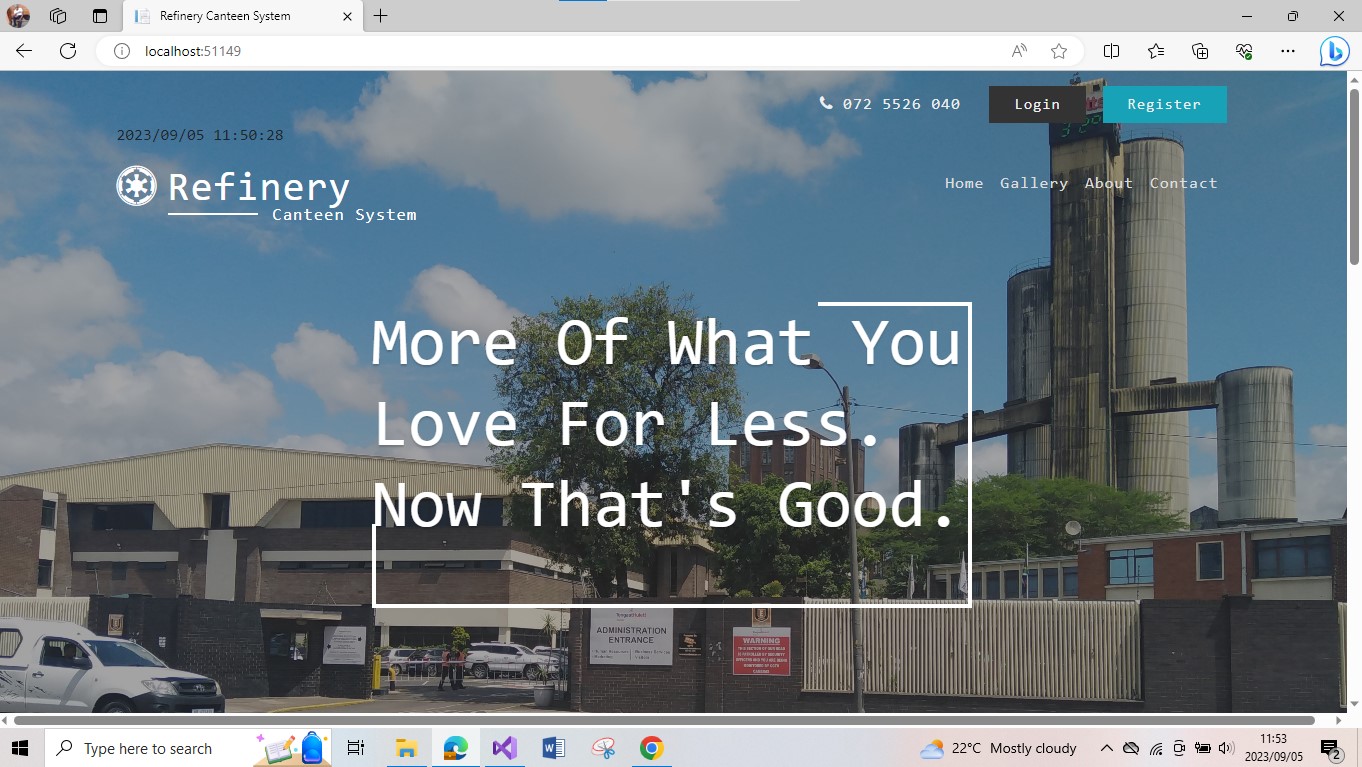 Refinery Canteen System
localhost:51149
072 5526 040
Login
Register
2023/09/05 11:50:28
Refinery
Canteen System
Home Gallery About Contact
More Of What You
Love For Less.
Now That's Good.
ADMINISTRATION
ENTRANCE
WARNING
Type here to search
22°C Mostly cloudy
11:53
2023/09/05
2